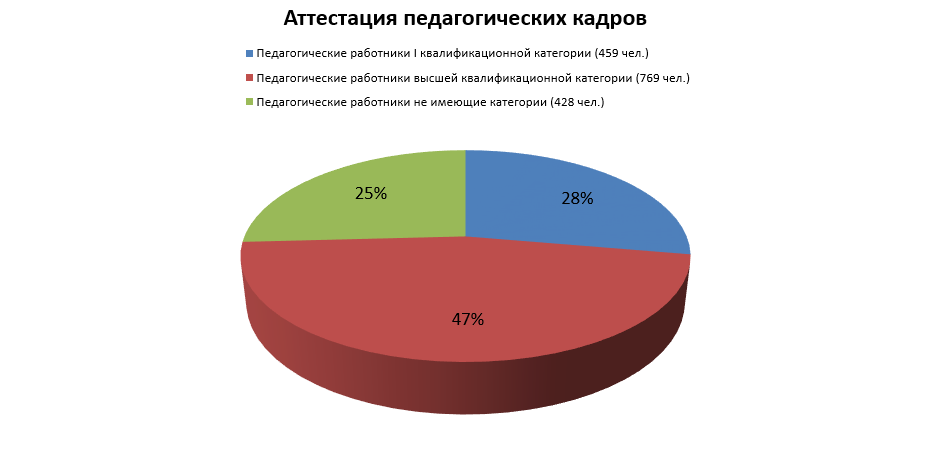 Аттестация педагогических кадров
Педагогические работники I квалификационной категории (459 чел.)
Педагогические работники высшей квалификационной категории (769 чел.)
Педагогические работники не имеющие категории (428 чел.)
25%
28%
47%